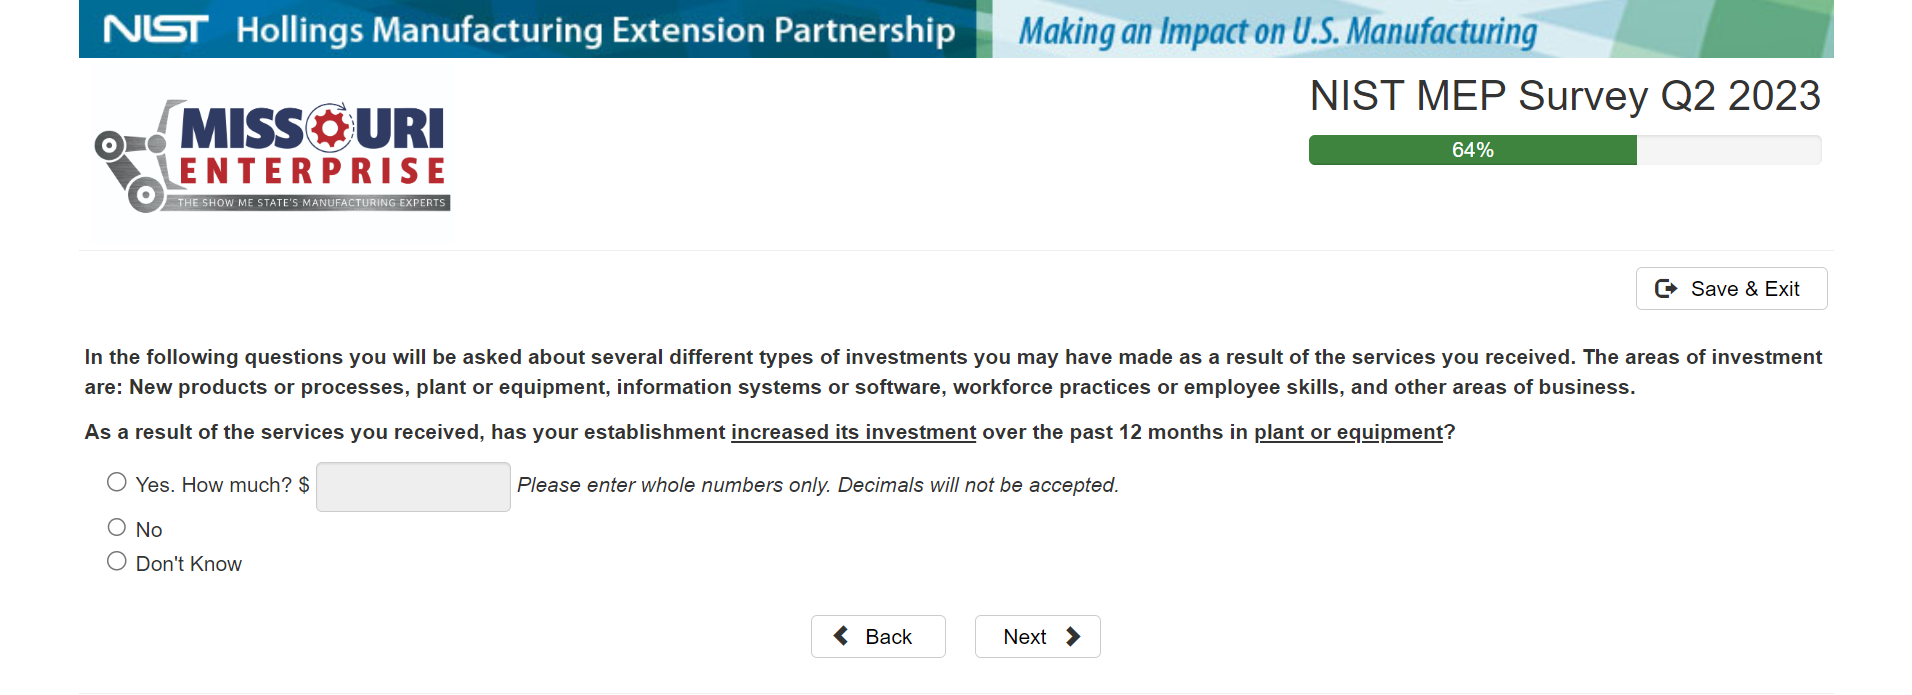 NIST Hollings Manufacturing Extension Partnership Making an Impact on U.S. Manufacturing
NIST MEP Survey Q2 2023
64%
MISSOURI
ENTERPRISE
THE SHOW ME STATE'S MANUFACTURING EXPERTS
Save & Exit
In the following questions you will be asked about several different types of investments you may have made as a result of the services you received. The areas of investment
are: New products or processes, plant or equipment, information systems or software, workforce practices or employee skills, and other areas of business.
As a result of the services you received, has your establishment increased its investment over the past 12 months in plant or equipment?
Yes. How much? $ Please enter whole numbers only. Decimals will not be accepted.
No
Don't Know
Back Next